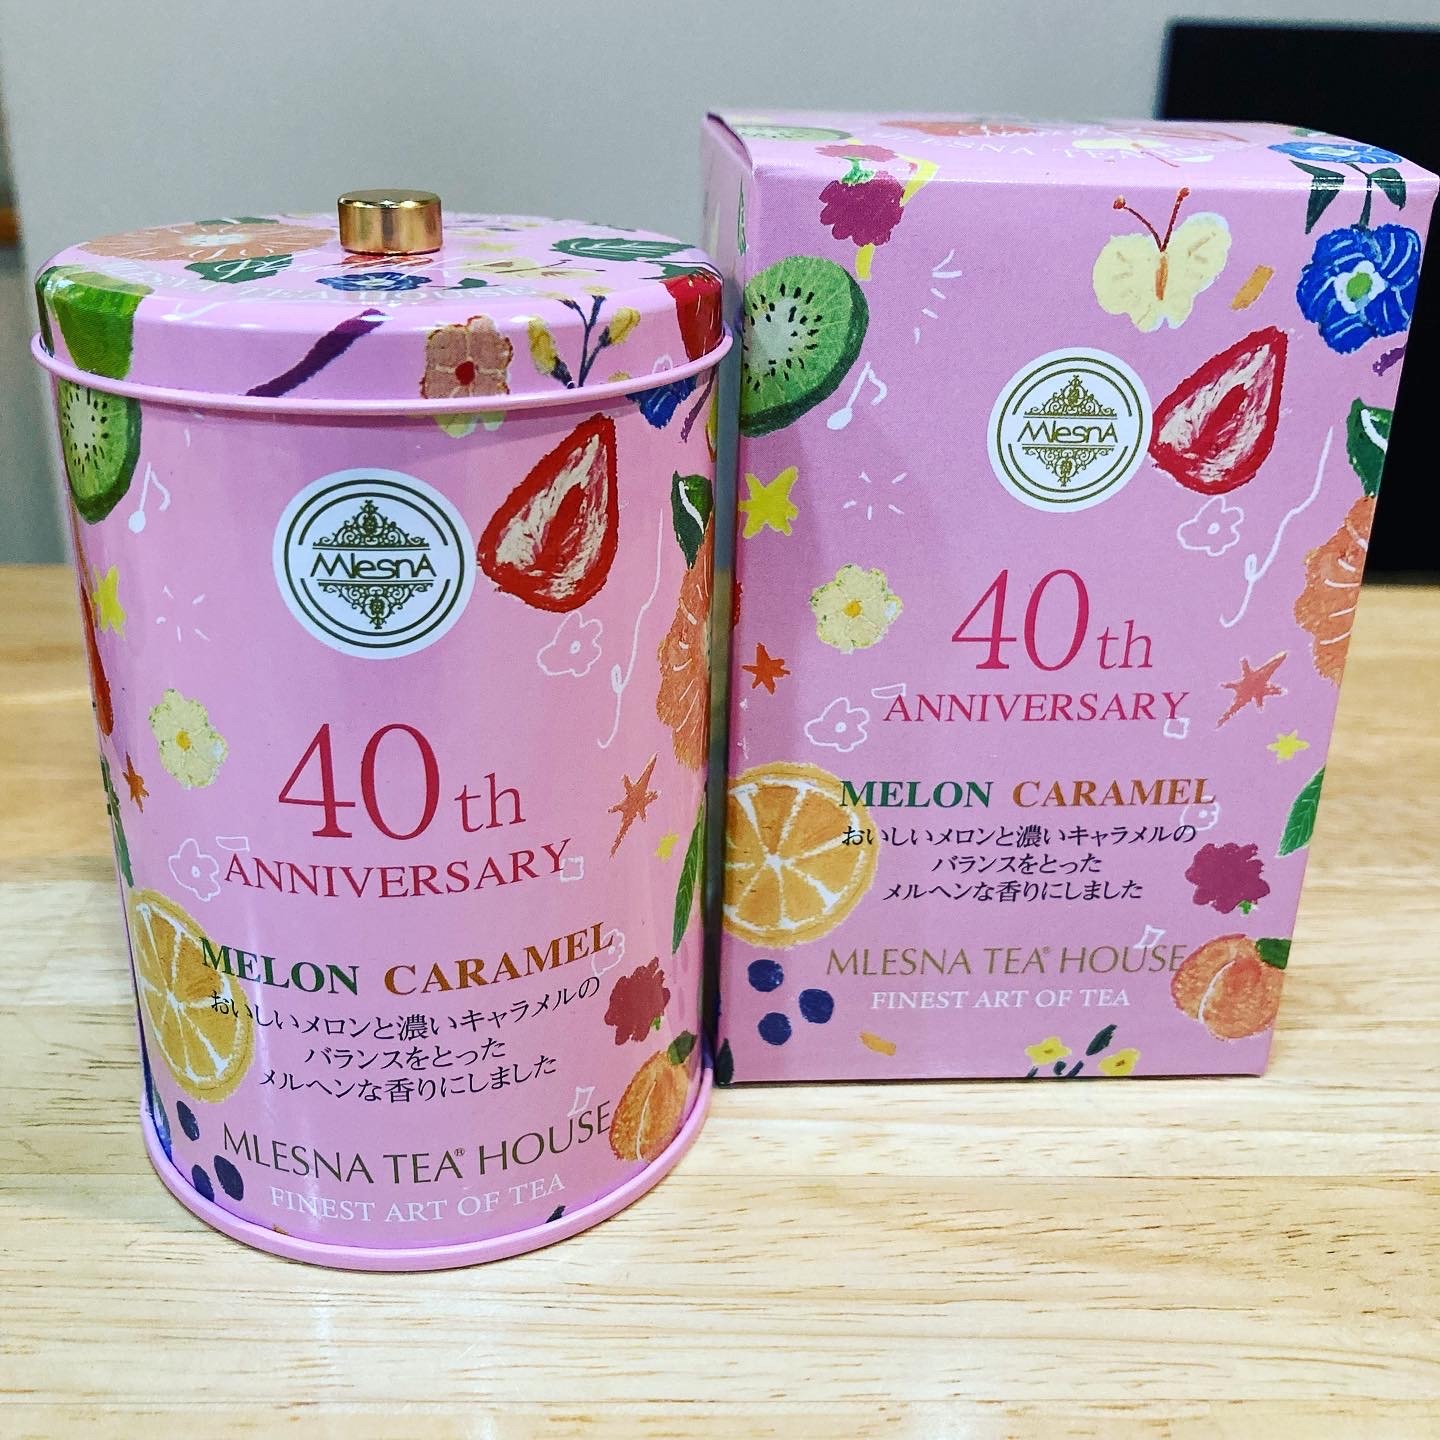 MlesnA
40th
ANNIVERSARY
MELON CARAMEL
おいしいメロンと濃いキャラメルの
バランスをとった
メルヘンな香りにしました
MLESNA TEA® HOUSE
FINEST ART OF TEA
MlesnA
40th
ANNIVERSARY
MELON CARAMEL
おいしいメロンと濃いキャラメルの
バランスをとった
メルヘンな香りにしました
MLESNA TEA® HOUSE
FINEST ART OF TEA